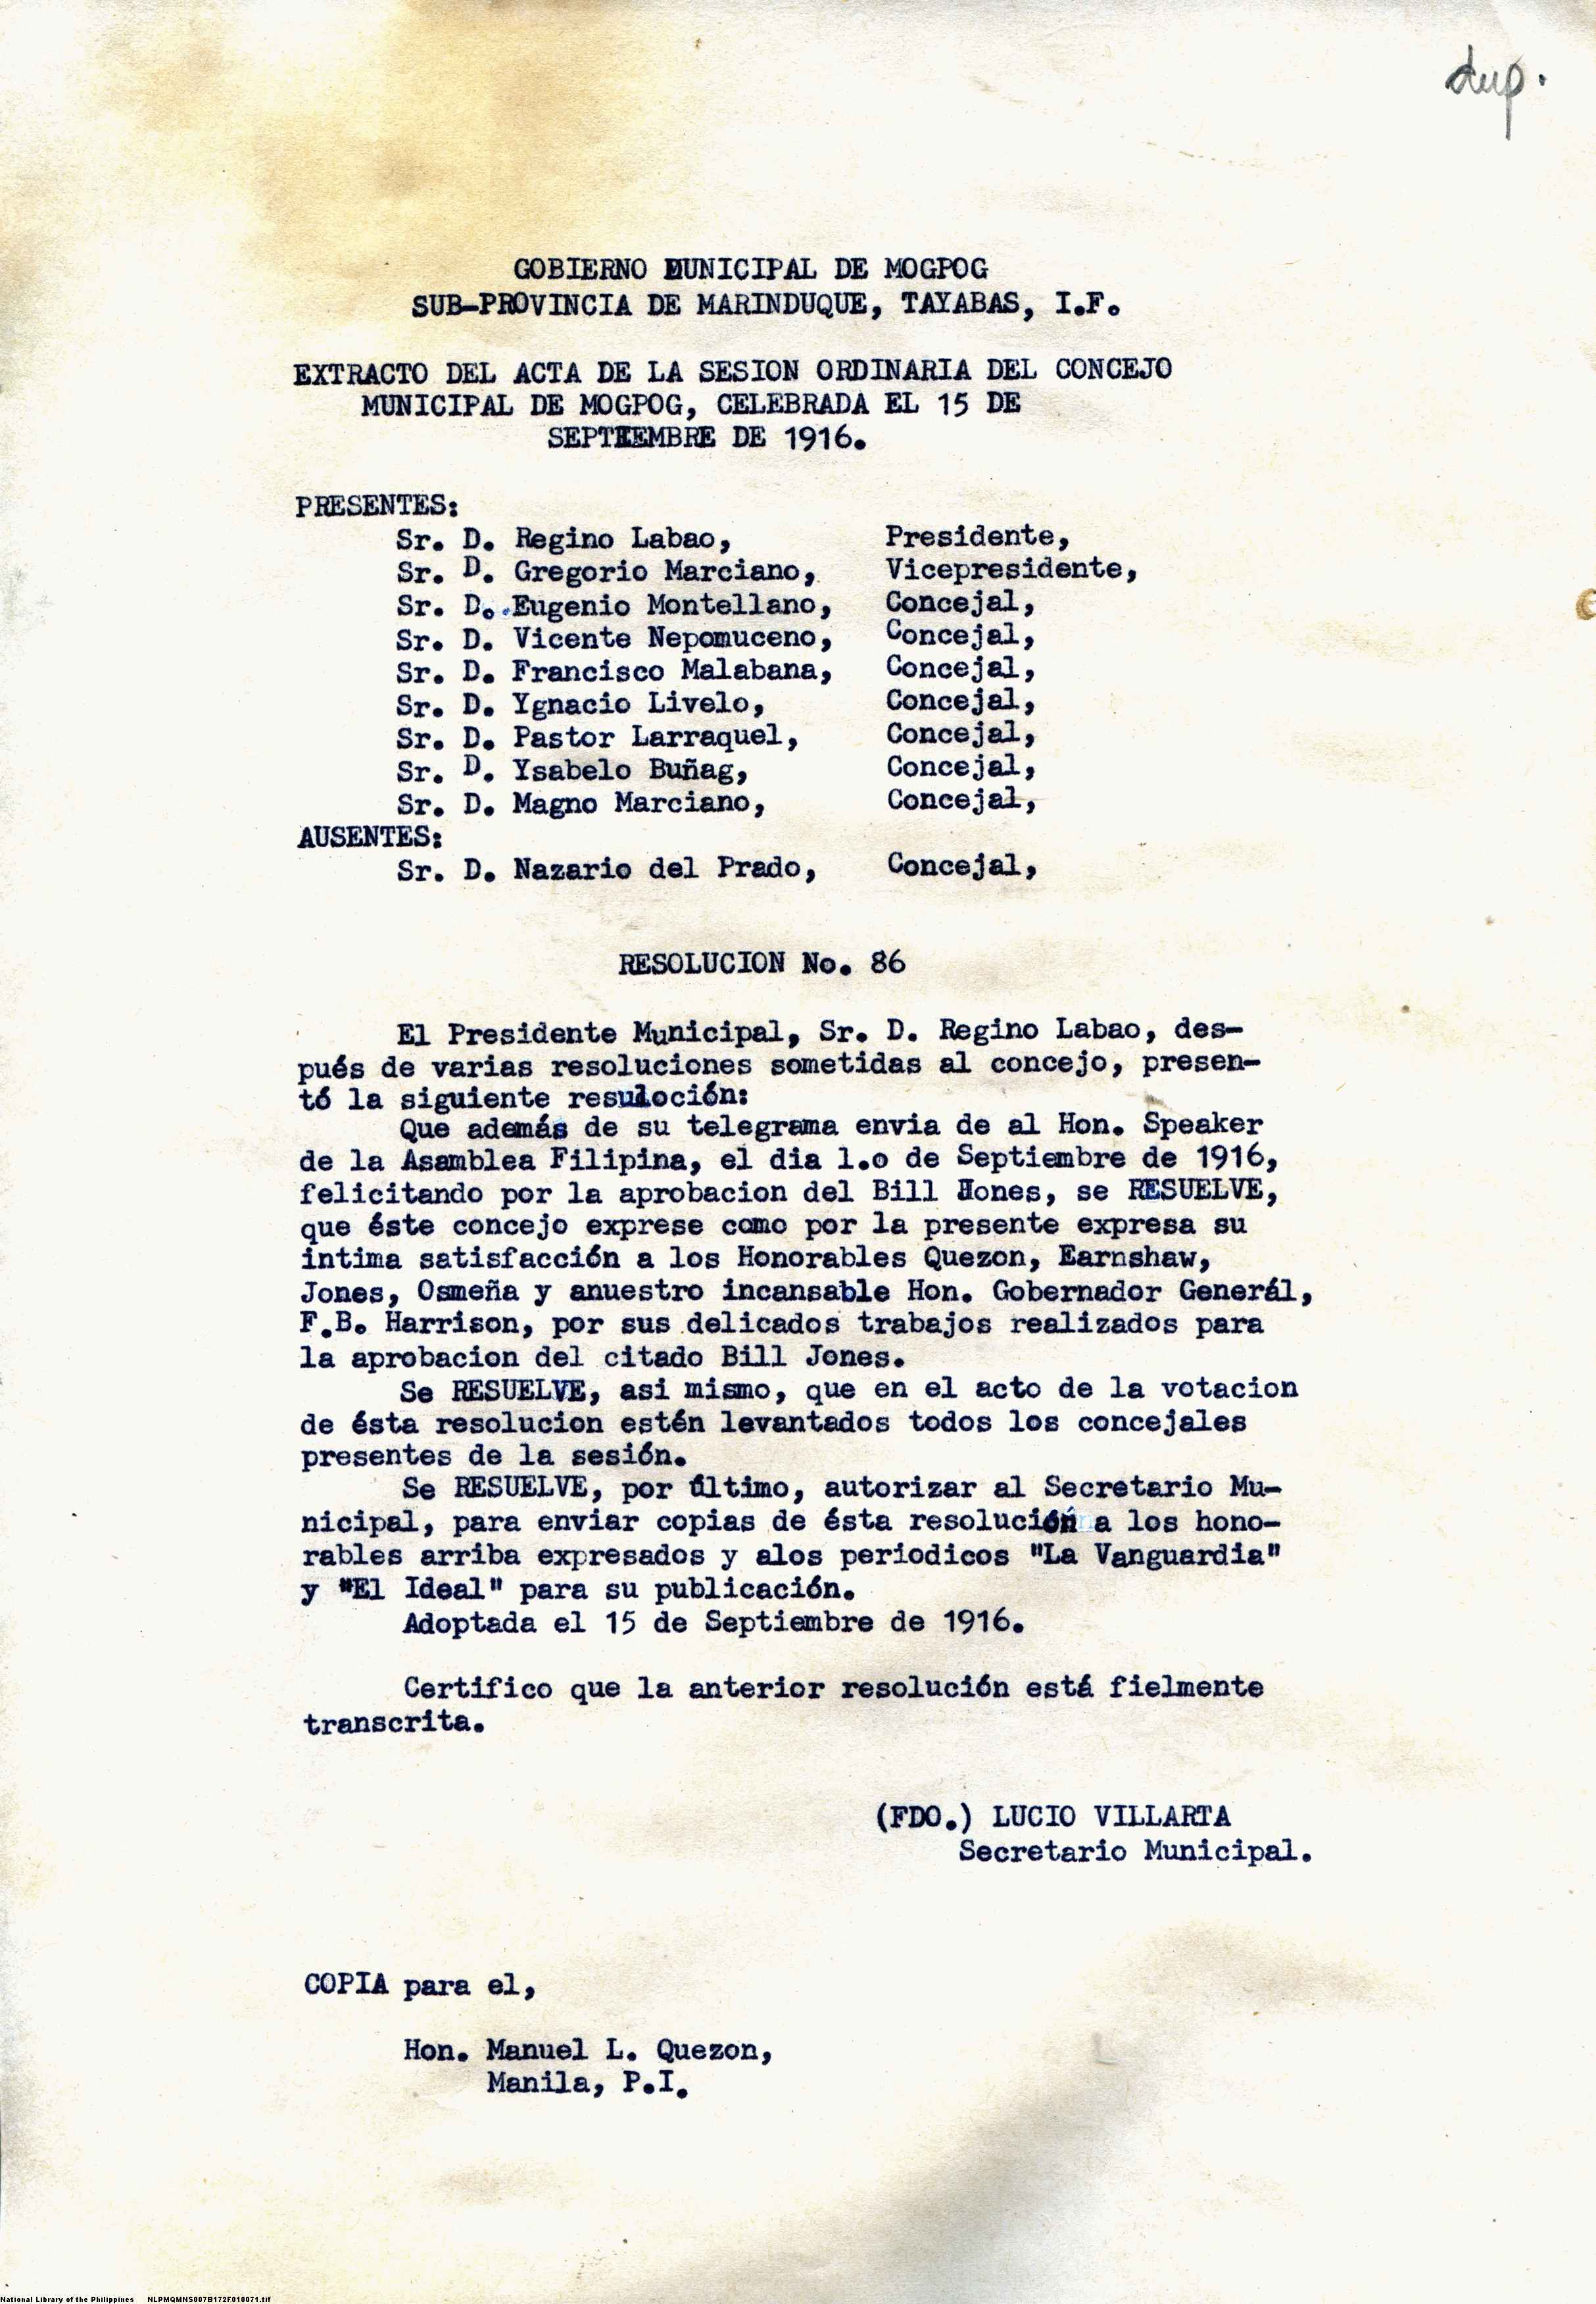 dup.
GOBIERNO MUNICIPAL DE MOGPOG
SUB-PROVINCIA DE MARINDUQUE, TAYABAS, I.F.
EXTRACTO DEL ACTA DE LA SESION ORDINARIA DEL CONCEJO
MUNICIPAL DE MOGPOG, CELEBRADA EL 15 DE
SEPTIEMBRE DE 1916.
PRESENTES:
Sr. D. Regino Labao, Presidente,
Sr. D. Gregorio Marciano, Vicepresidente,
Sr. D. Eugenio Montellano, Concejal,
Sr. D. Vicente Nepomuceno, Concejal,
Sr. D. Francisco Malabana, Concejal,
Sr. D. Ygnacio Livelo, Concejal,
Sr. D. Pastor Larraquel, Concejal,
Sr. D. Ysabelo Buñag, Concejal,
Sr. D. Magno Marciano, Concejal,
AUSENTES:
Sr. D. Nazario del Prado, Concejal,
RESOLUCION No. 86
El Presidente Municipal, Sr. D. Regino Labao, des-
pués de varias resoluciones sometidas al concejo, presen-
tó la siguiente resuloción:
Que además de su telegrama envia de al Hon. Speaker
de la Asamblea Filipina, el dia 1.o de Septiembre de 1916,
felicitando por la aprobacion del Bill Jones, se RESUELVE,
que éste concejo exprese como por la presente expresa su
intima satisfacción a los Honorables Quezon, Earnshaw,
Jones, Osmeña y anuestro incansable Hon. Gobernador Generál,
F.B. Harrison, por sus delicados trabajos realizados para
la aprobacion del citado Bill Jones.
Se RESUELVE, asi mismo, que en el acto de la votacion
de ésta resolucion estén levantados todos los concejales
presentes de la sesión.
Se RESUELVE, por último, autorizar al Secretario Mu-
nicipal, para enviar copias de ésta resolución a los hono-
rables arriba expresados y alos periodicos "La Vanguardia"
y "El Ideal" para su publicación.
Adoptada el 15 de Septiembre de 1916.
Certifico que la anterior resolución está fielmente
transcrita.
(FDO.) LUCIO VILLARTA
Secretario Municipal.
COPIA para el,
Hon. Manuel L. Quezon,
Manila, P.I.
National Library of the Philippines NLPMQMNS007B172F010071.tif